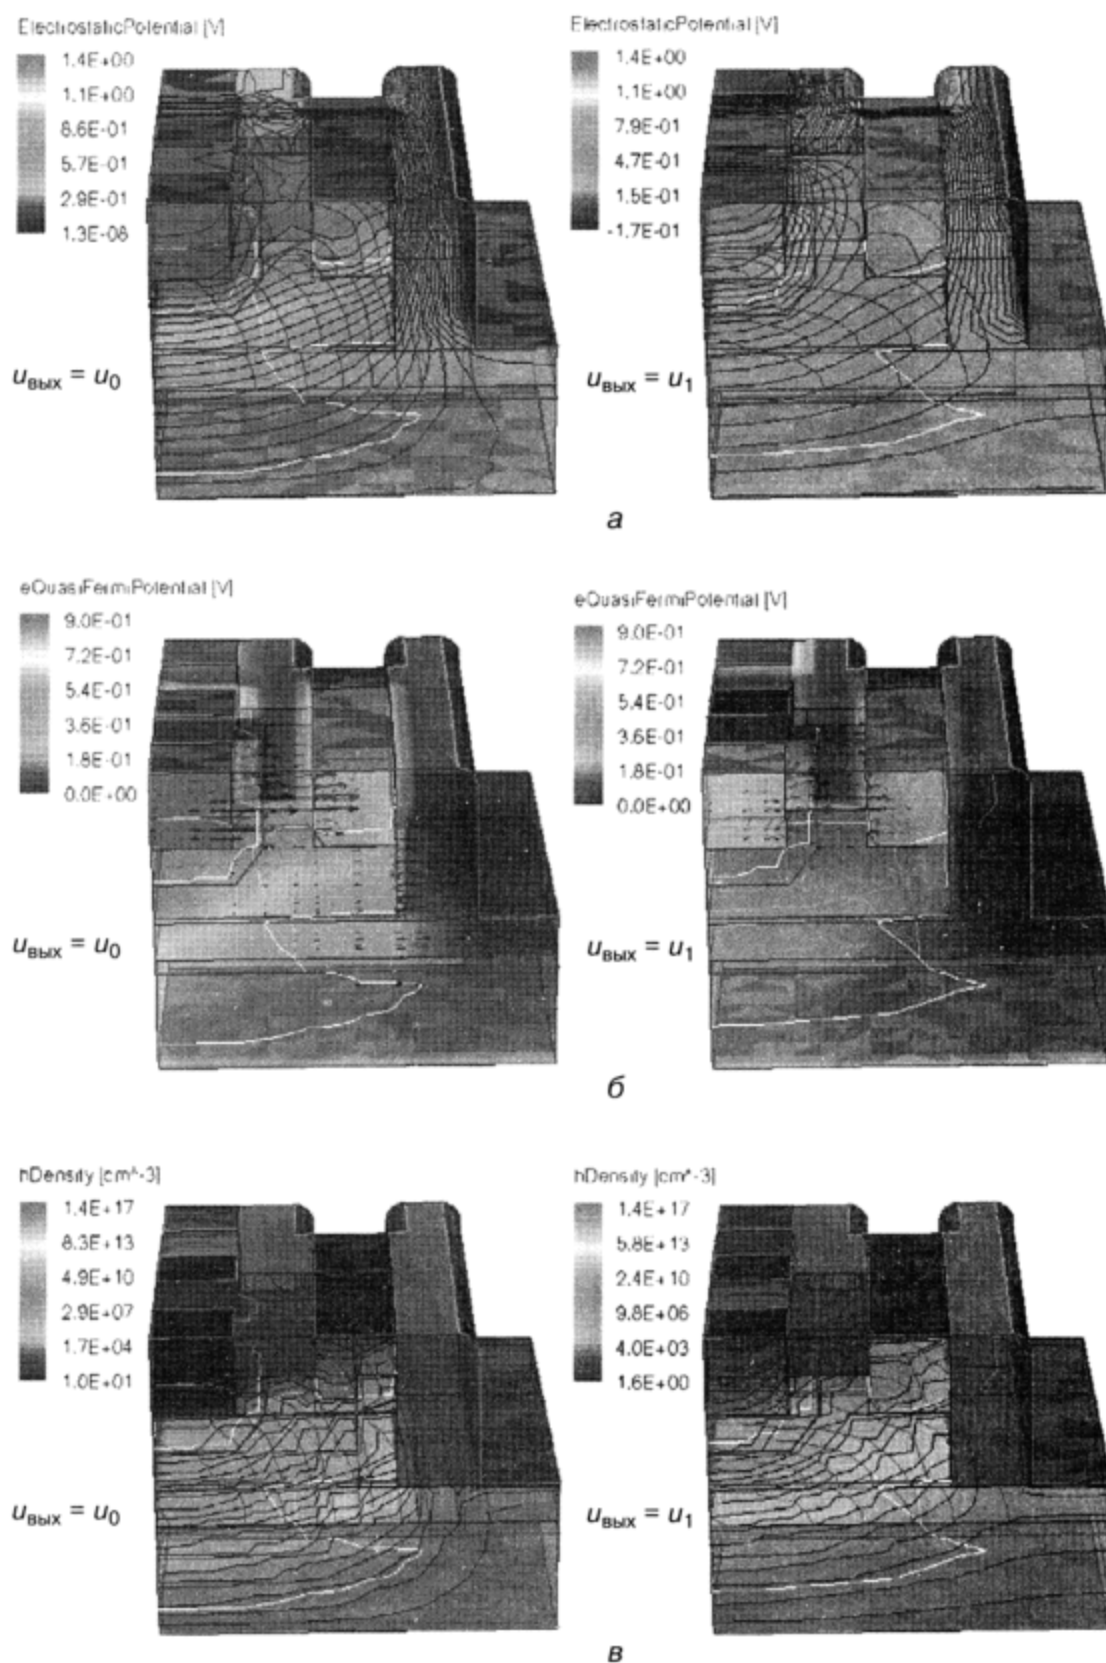 ElectrostaticPotential [V]
1.4E+00
1.1E+00
8.6E-01
5.7E-01
2.9E-01
1.3E-08
uвых = u0
ElectrostaticPotential [V]
1.4E+00
1.1E+00
7.9E-01
4.7E-01
1.5E-01
-1.7E-01
uвых = u1
а
eQuasiFermiPotential [V]
9.0E-01
7.2E-01
5.4E-01
3.6E-01
1.8E-01
0.0E+00
uвых = u0
eQuasiFermiPotential [V]
9.0E-01
7.2E-01
5.4E-01
3.6E-01
1.8E-01
0.0E+00
uвых = u1
б
hDensity [cm^-3]
1.4E+17
8.3E+13
4.9E+10
2.9E+07
1.7E+04
1.0E+01
uвых = u0
hDensity [cm^-3]
1.4E+17
5.8E+13
2.4E+10
9.8E+06
4.0E+03
1.6E+00
uвых = u1
в